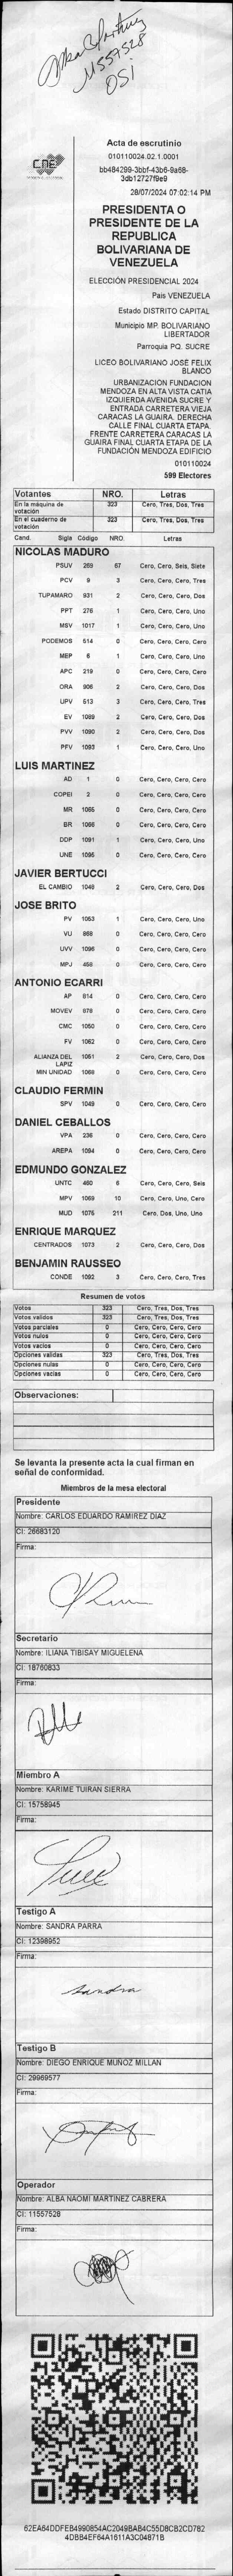 Alba C Martinez
11557528
OSI
CNE
Acta de escrutinio
010110024.02.1.0001
bb484299-3bbf-43b6-9a68-
3db12727f9e9
28/07/2024 07:02:14 PM
PRESIDENTA O
PRESIDENTE DE LA
REPUBLICA
BOLIVARIANA DE
VENEZUELA
ELECCIÓN PRESIDENCIAL 2024
Pais VENEZUELA
Estado DISTRITO CAPITAL
Municipio MP. BOLIVARIANO
LIBERTADOR
Parroquia PQ. SUCRE
LICEO BOLIVARIANO JOSÉ FELIX
BLANCO
URBANIZACION FUNDACION
MENDOZA EN ALTA VISTA CATIA
IZQUIERDA AVENIDA SUCRE Y
ENTRADA CARRETERA VIEJA
CARACAS LA GUAIRA. DERECHA
CALLE FINAL CUARTA ETAPA.
FRENTE CARRETERA CARACAS LA
GUAIRA FINAL CUARTA ETAPA DE LA
FUNDACIÓN MENDOZA EDIFICIO
010110024
599 Electores
Votantes NRO. Letras
En la máquina de votación 323 Cero, Tres, Dos, Tres
En el cuaderno de votación 323 Cero, Tres, Dos, Tres
Cand. Sigla Código NRO. Letras
NICOLAS MADURO
PSUV 269 67 Cero, Cero, Seis, Siete
PCV 9 3 Cero, Cero, Cero, Tres
TUPAMARO 931 2 Cero, Cero, Cero, Dos
PPT 276 1 Cero, Cero, Cero, Uno
MSV 1017 1 Cero, Cero, Cero, Uno
PODEMOS 514 0 Cero, Cero, Cero, Cero
MEP 6 1 Cero, Cero, Cero, Uno
APC 219 0 Cero, Cero, Cero, Cero
ORA 906 2 Cero, Cero, Cero, Dos
UPV 613 3 Cero, Cero, Cero, Tres
EV 1089 2 Cero, Cero, Cero, Dos
PVV 1090 2 Cero, Cero, Cero, Dos
PFV 1093 1 Cero, Cero, Cero, Uno
LUIS MARTINEZ
AD 1 0 Cero, Cero, Cero, Cero
COPEI 2 0 Cero, Cero, Cero, Cero
MR 1065 0 Cero, Cero, Cero, Cero
BR 1066 0 Cero, Cero, Cero, Cero
DDP 1091 1 Cero, Cero, Cero, Uno
UNE 1095 0 Cero, Cero, Cero, Cero
JAVIER BERTUCCI
EL CAMBIO 1048 2 Cero, Cero, Cero, Dos
JOSE BRITO
PV 1053 1 Cero, Cero, Cero, Uno
VU 868 0 Cero, Cero, Cero, Cero
UVV 1096 0 Cero, Cero, Cero, Cero
MPJ 458 0 Cero, Cero, Cero, Cero
ANTONIO ECARRI
AP 814 0 Cero, Cero, Cero, Cero
MOVEV 879 0 Cero, Cero, Cero, Cero
CMC 1050 0 Cero, Cero, Cero, Cero
FV 1062 0 Cero, Cero, Cero, Cero
ALIANZA DEL LAPIZ 1051 2 Cero, Cero, Cero, Dos
MIN UNIDAD 1068 0 Cero, Cero, Cero, Cero
CLAUDIO FERMIN
SPV 1049 0 Cero, Cero, Cero, Cero
DANIEL CEBALLOS
VPA 236 0 Cero, Cero, Cero, Cero
AREPA 1094 0 Cero, Cero, Cero, Cero
EDMUNDO GONZALEZ
UNTC 460 6 Cero, Cero, Cero, Seis
MPV 1069 10 Cero, Cero, Uno, Cero
MUD 1076 211 Cero, Dos, Uno, Uno
ENRIQUE MARQUEZ
CENTRADOS 1073 2 Cero, Cero, Cero, Dos
BENJAMIN RAUSSEO
CONDE 1092 3 Cero, Cero, Cero, Tres
Resumen de votos
Votos 323 Cero, Tres, Dos, Tres
Votos validos 323 Cero, Tres, Dos, Tres
Votos parciales 0 Cero, Cero, Cero, Cero
Votos nulos 0 Cero, Cero, Cero, Cero
Votos vacios 0 Cero, Cero, Cero, Cero
Opciones validas 323 Cero, Tres, Dos, Tres
Opciones nulas 0 Cero, Cero, Cero, Cero
Opciones vacias 0 Cero, Cero, Cero, Cero
Observaciones:
Se levanta la presente acta la cual firman en
señal de conformidad.
Miembros de la mesa electoral
Presidente
Nombre: CARLOS EDUARDO RAMIREZ DIAZ
CI: 26683120
Firma:
Secretario
Nombre: ILIANA TIBISAY MIGUELENA
CI: 18760833
Firma:
Miembro A
Nombre: KARIME TUIRAN SIERRA
CI: 15758945
Firma:
Testigo A
Nombre: SANDRA PARRA
CI: 12398952
Firma:
Sandra
Testigo B
Nombre: DIEGO ENRIQUE MUÑOZ MILLAN
CI: 29969577
Firma:
Operador
Nombre: ALBA NAOMI MARTINEZ CABRERA
CI: 11557528
Firma:
62EA64DDFEB4990854AC2049BAB4C55D8CB2CD782
4DBB4EF64A1611A3C04871B